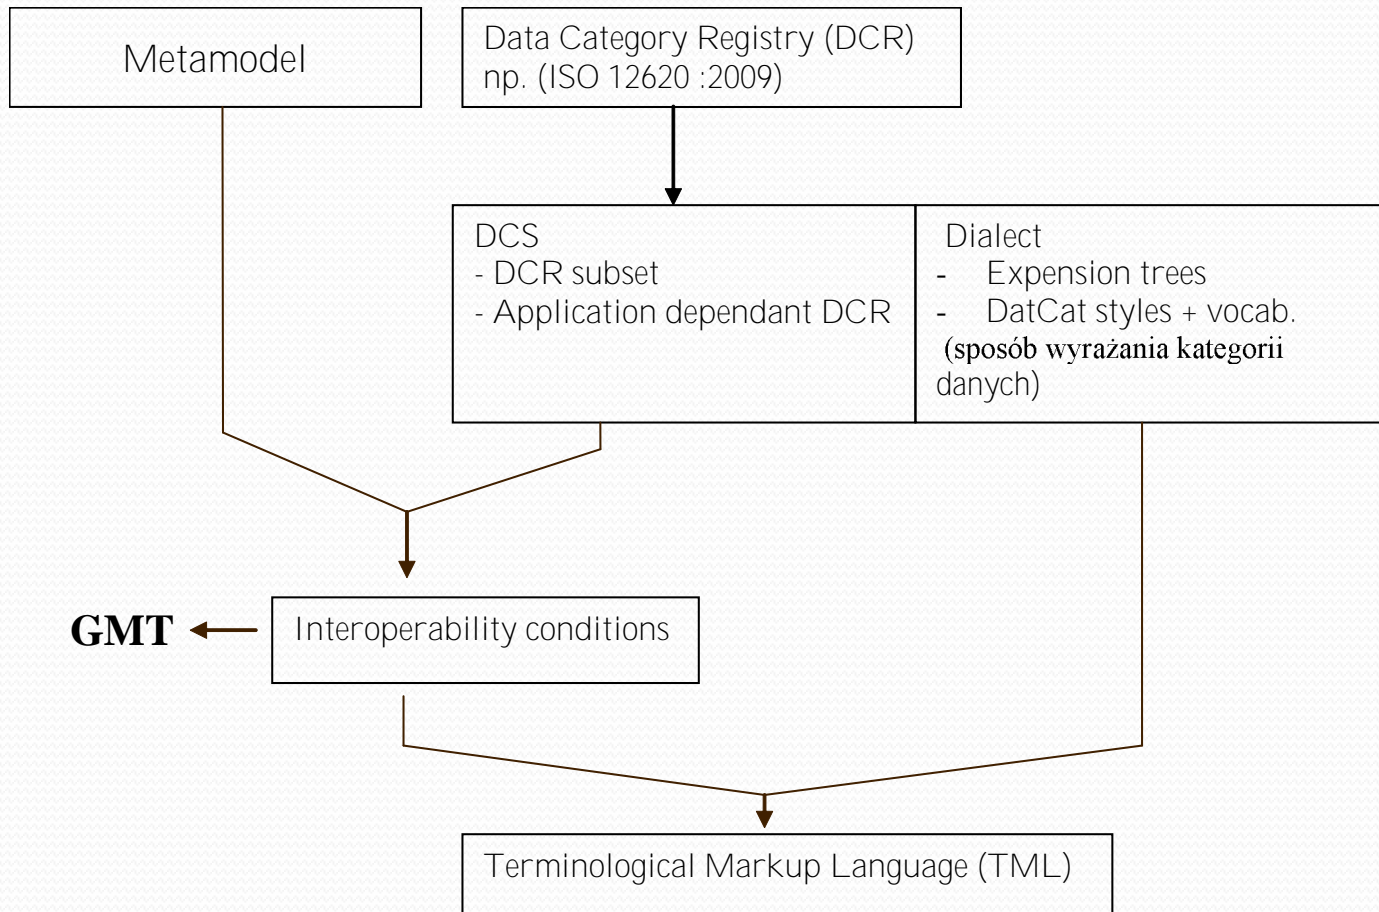 Metamodel
Data Category Registry (DCR)
np. (ISO 12620 :2009)
DCS
- DCR subset
- Application dependant DCR
Dialect
- Expension trees
- DatCat styles + vocab.
(sposób wyrażania kategorii
danych)
GMT
Interoperability conditions
Terminological Markup Language (TML)